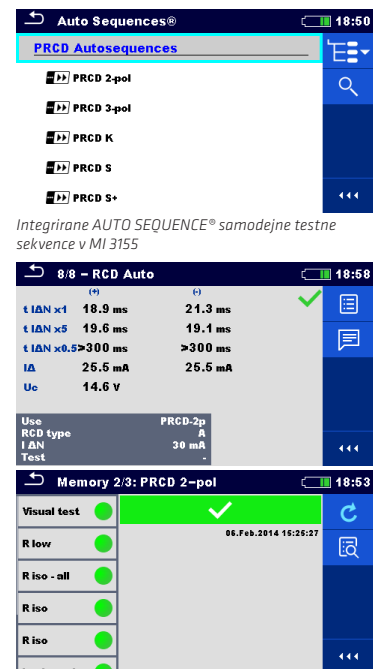 Auto Sequences® 18:50
PRCD Autosequences
PRCD 2-pol
PRCD 3-pol
PRCD K
PRCD S
PRCD S+
Integrirane AUTO SEQUENCE® samodejne testne
sekvence v MI 3155
8/8 – RCD Auto 18:58
(+) (-)
t IΔN x1 18.9 ms 21.3 ms
t IΔN x5 19.6 ms 19.1 ms
t IΔN x0.5 >300 ms >300 ms
IΔ 25.5 mA 25.5 mA
Uc 14.6 V
Use PRCD-2p
RCD type A
I ΔN 30 mA
Test -
Memory 2/3: PRCD 2-pol 18:53
Visual test
06.Feb.2014 15:25:27
R low
R iso - all
R iso
R iso